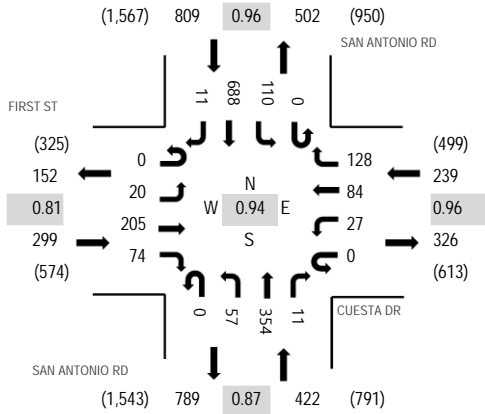 (1,567) 809 0.96 502 (950)
SAN ANTONIO RD
11 688 110 0
FIRST ST
(325)
152
0.81
299
(574)
0
20
205
74
N
W 0.94 E
S
128
84
27
0
(499)
239
0.96
326
(613)
0 57 354 11
CUESTA DR
SAN ANTONIO RD
(1,543) 789 0.87 422 (791)